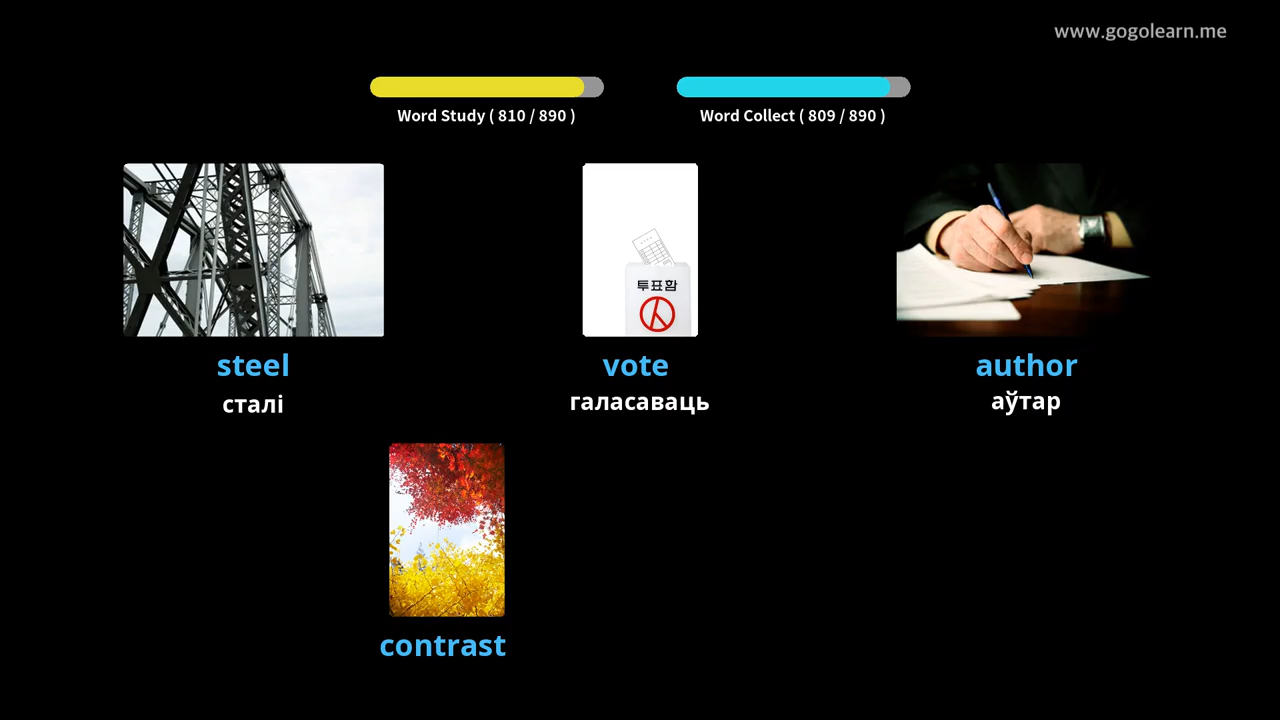 www.gogolearn.me
Word Study ( 810 / 890 )
Word Collect ( 809 / 890 )
투표함
steel
vote
author
сталі
галасаваць
аўтар
contrast